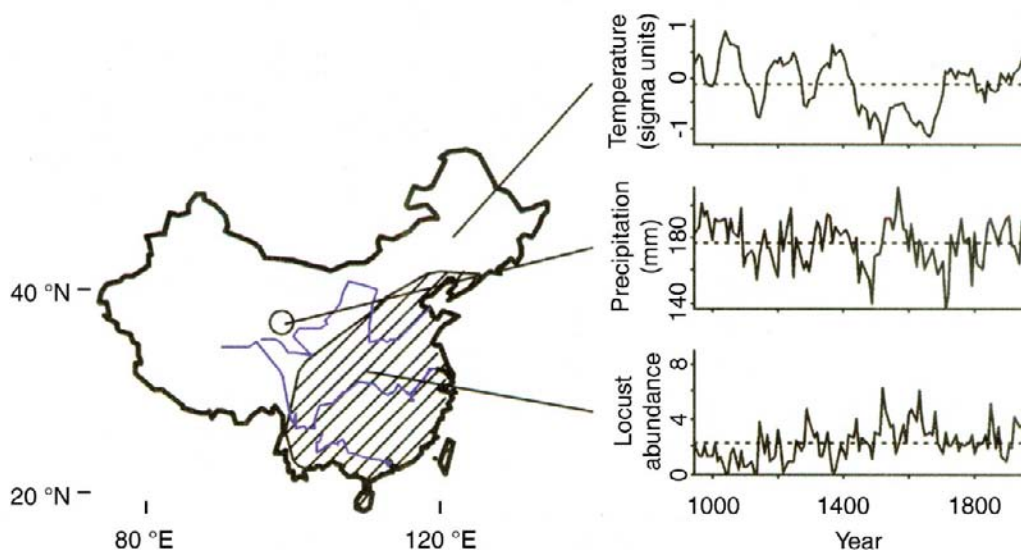 40 °N
20 °N
80 °E
120 °E
Temperature
(sigma units)
1
0
-1
Precipitation
(mm)
180
140
Locust
abundance
8
4
0
1000
1400
1800
Year